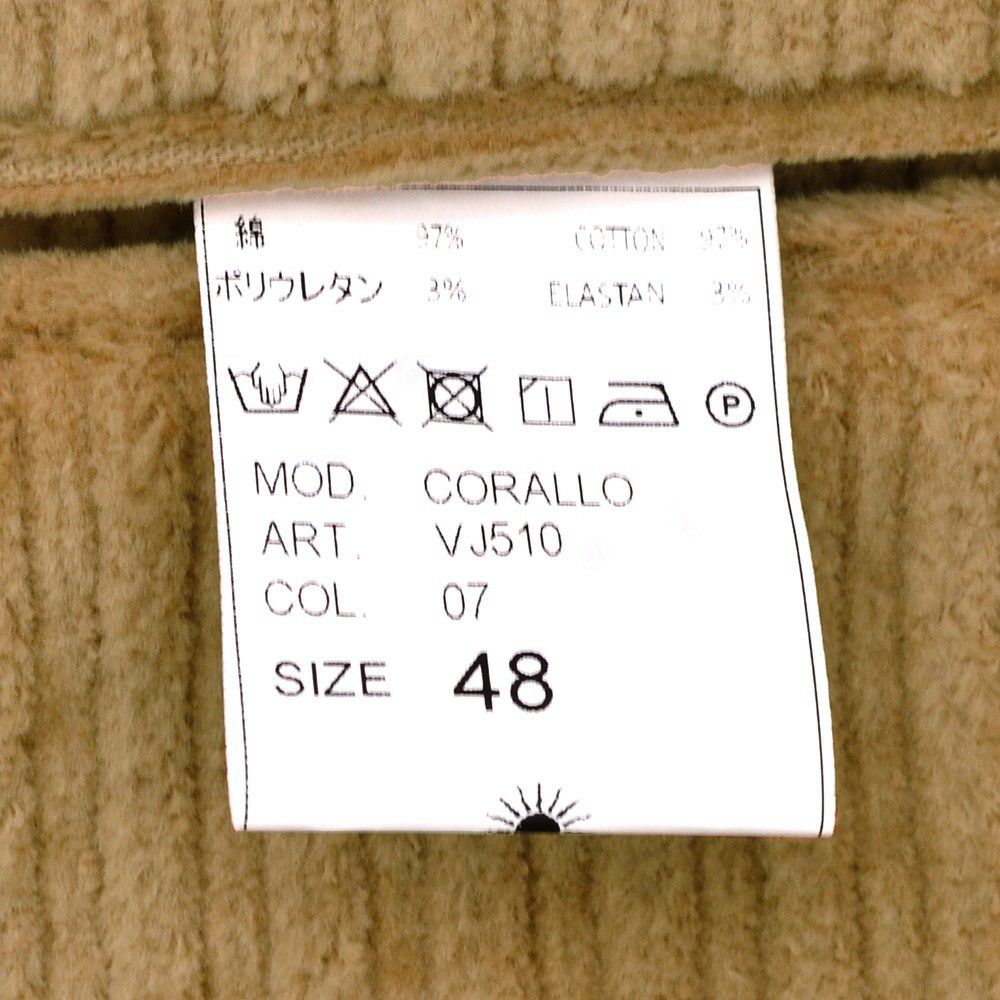 綿 97% COTTON 97%
ポリウレタン 3% ELASTAN 3%
P
MOD. CORALLO
ART. VJ510
COL. 07
SIZE 48